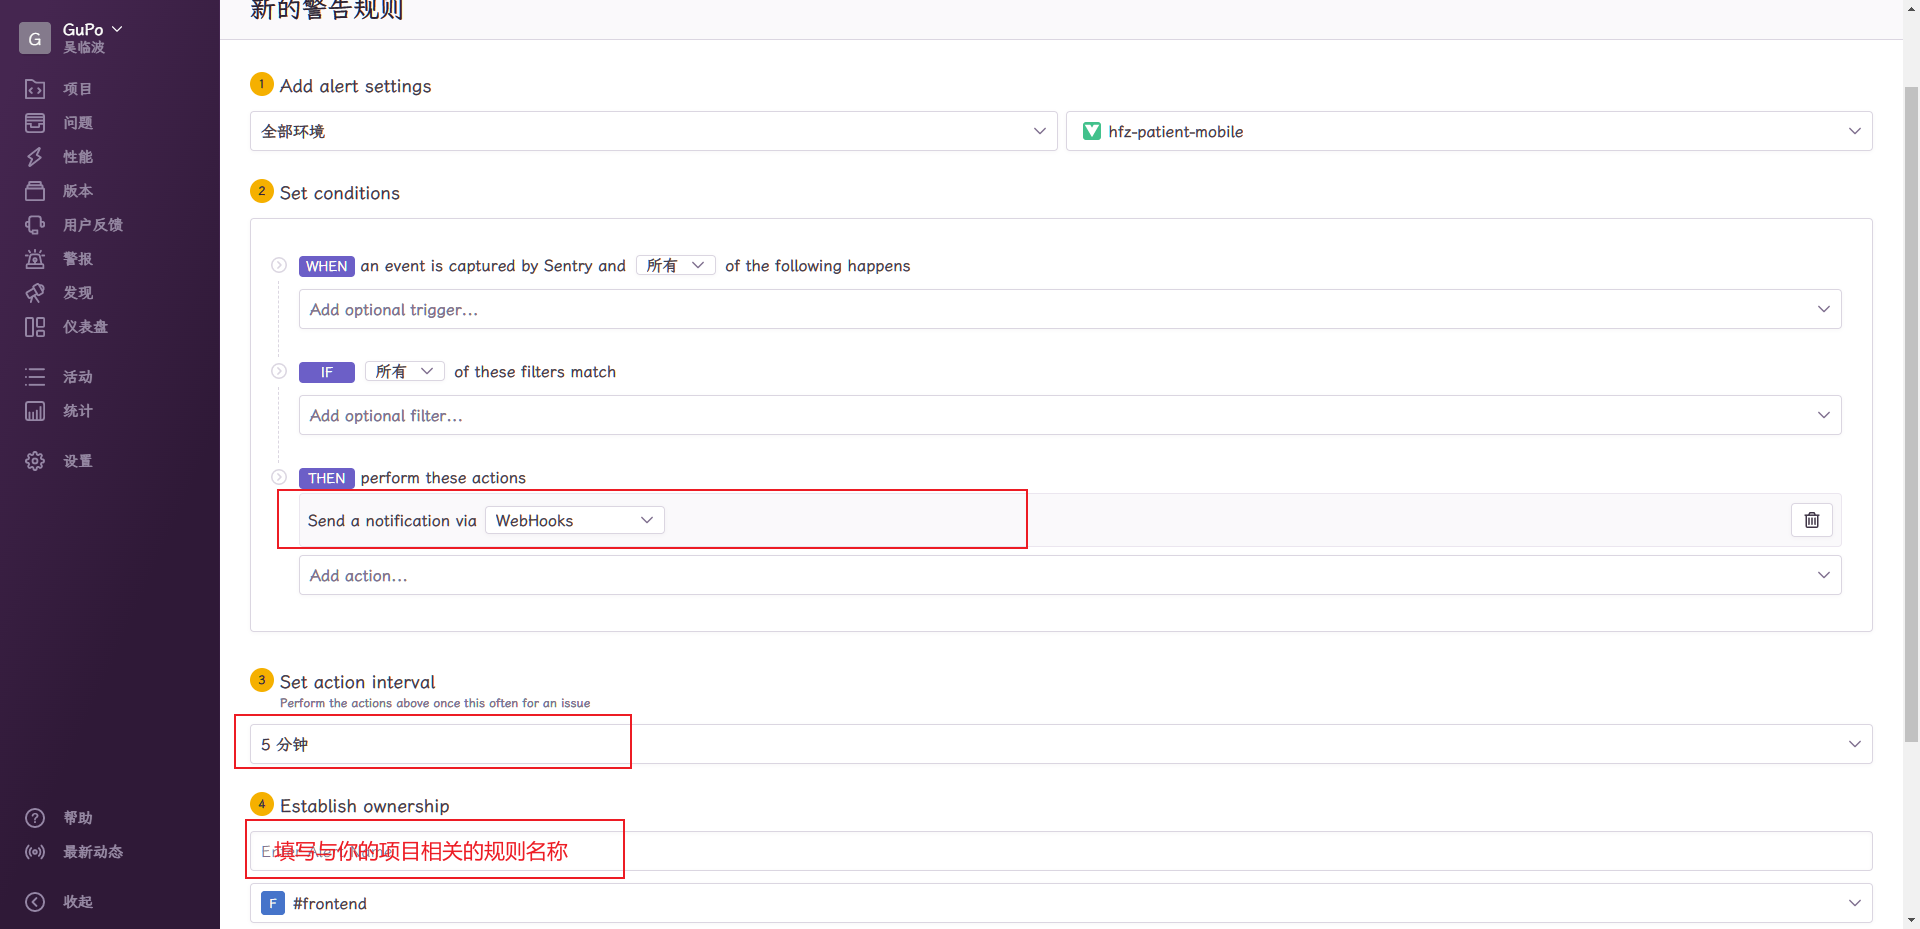 G
GuPo
吴临波
项目
问题
性能
版本
用户反馈
警报
发现
仪表盘
活动
统计
设置
帮助
最新动态
收起
新的警告规则
1 Add alert settings
全部环境
hfz-patient-mobile
2 Set conditions
WHEN an event is captured by Sentry and 所有 of the following happens
Add optional trigger...
IF 所有 of these filters match
Add optional filter...
THEN perform these actions
Send a notification via WebHooks
Add action...
3 Set action interval
Perform the actions above once this often for an issue
5 分钟
4 Establish ownership
填写与你的项目相关的规则名称
F #frontend